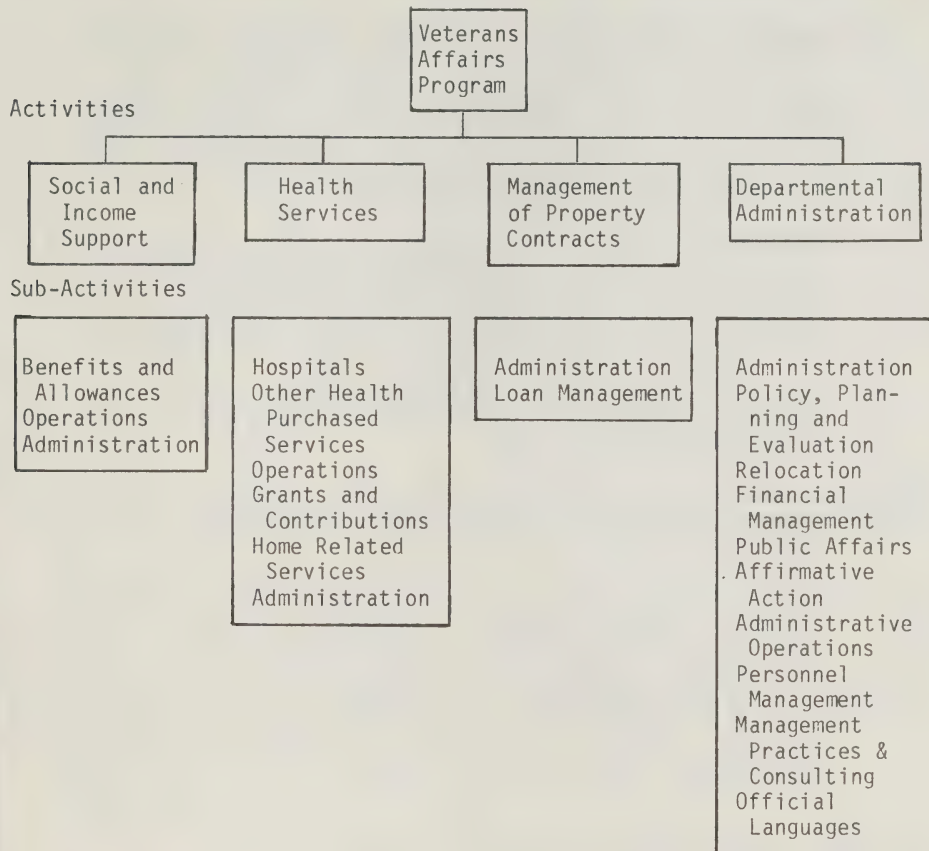 Veterans
Affairs
Program
Activities
Social and
Income
Support
Health
Services
Management
of Property
Contracts
Departmental
Administration
Sub-Activities
Benefits and
Allowances
Operations
Administration
Hospitals
Other Health
Purchased
Services
Operations
Grants and
Contributions
Home Related
Services
Administration
Administration
Loan Management
Administration
Policy, Plan-
ning and
Evaluation
Relocation
Financial
Management
Public Affairs
Affirmative
Action
Administrative
Operations
Personnel
Management
Management
Practices &
Consulting
Official
Languages